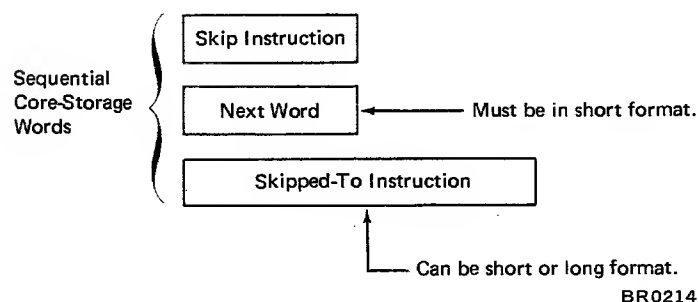 Skip Instruction
Sequential
Core-Storage
Words
Next Word
Must be in short format.
Skipped-To Instruction
Can be short or long format.
BR0214